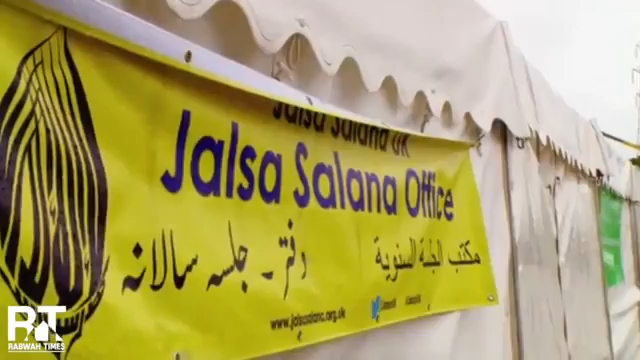 Jalsa Salana UK
Jalsa Salana Office
دفتر جلسہ سالانہ
مكتب الجلسة السنوية
www.jalsasalana.org.uk
RT
RABWAH TIMES